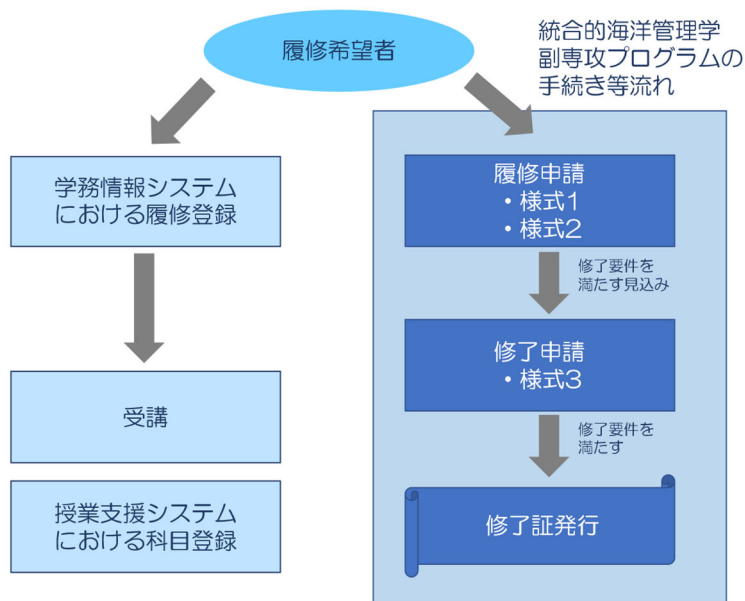 履修希望者
統合的海洋管理学
副専攻プログラムの
手続き等流れ
学務情報システム
における履修登録
受講
授業支援システム
における科目登録
履修申請
・様式1
・様式2
修了要件を
満たす見込み
修了申請
・様式3
修了要件を
満たす
修了証発行